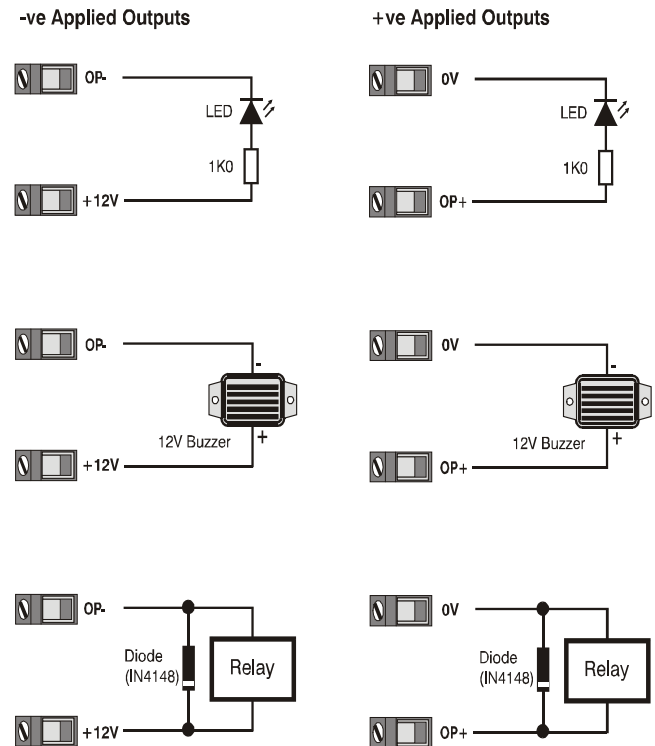 -ve Applied Outputs
+ve Applied Outputs
OP-
LED
1K0
+12V
0V
LED
1K0
OP+
OP-
-
12V Buzzer
+
+12V
0V
-
12V Buzzer
+
OP+
OP-
Diode
(IN4148)
Relay
+12V
0V
Diode
(IN4148)
Relay
OP+